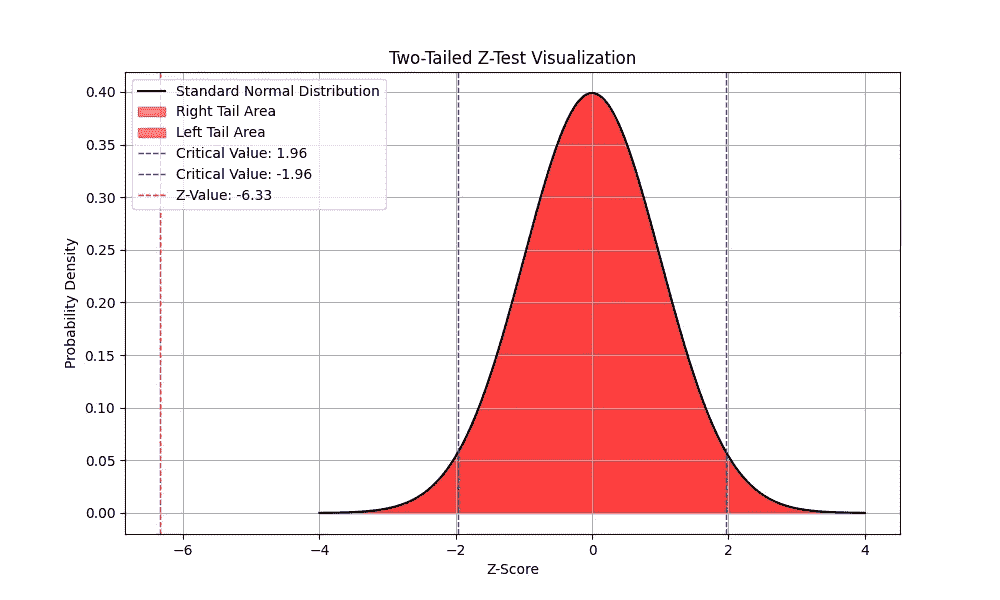 Two-Tailed Z-Test Visualization
Standard Normal Distribution
Right Tail Area
Left Tail Area
Critical Value: 1.96
Critical Value: -1.96
Z-Value: -6.33
Probability Density
0.40
0.35
0.30
0.25
0.20
0.15
0.10
0.05
0.00
−6 −4 −2 0 2 4
Z-Score